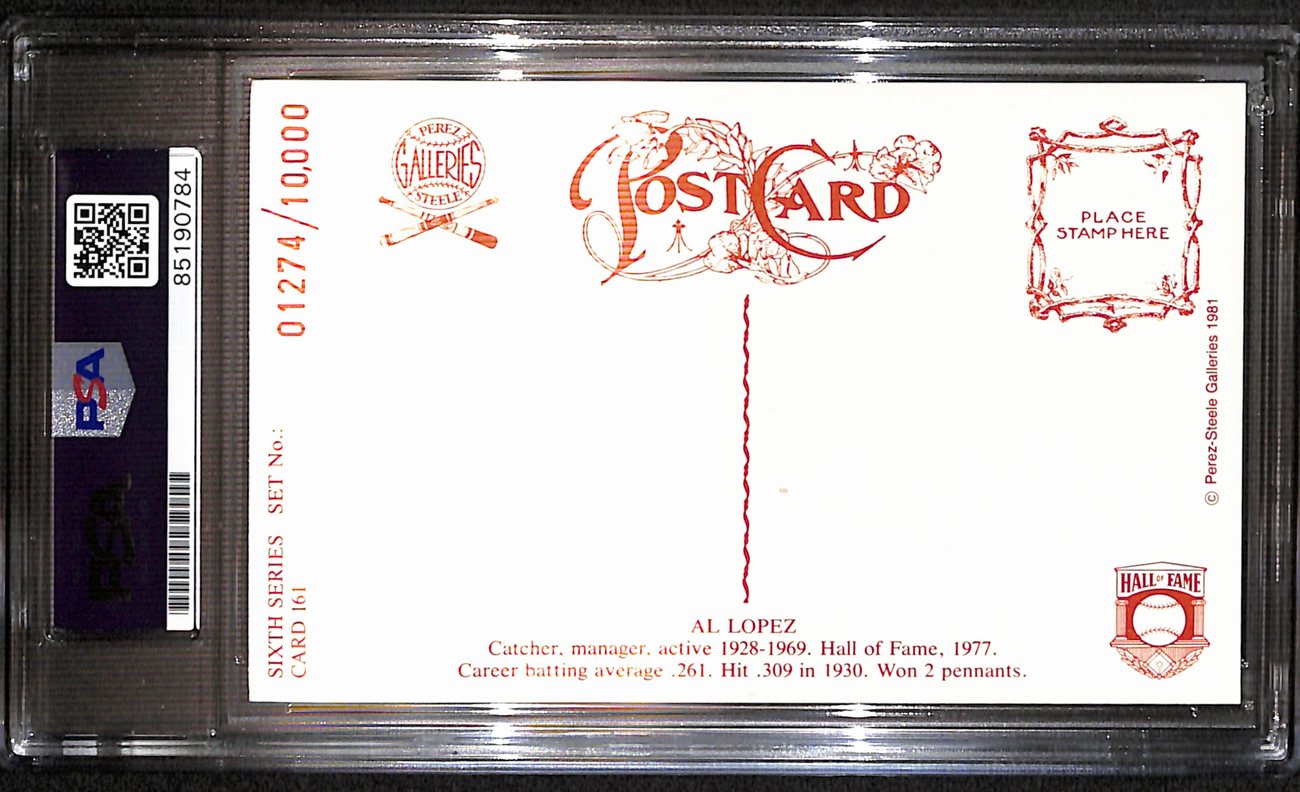 85190784
PSA
PSA
01274/10,000
SIXTH SERIES SET No.:
CARD 161
PEREZ
GALLERIES
STEELE
POSTCARD
PLACE
STAMP HERE
© Perez-Steele Galleries 1981
HALL OF FAME
AL LOPEZ
Catcher, manager, active 1928-1969. Hall of Fame, 1977.
Career batting average .261. Hit .309 in 1930. Won 2 pennants.